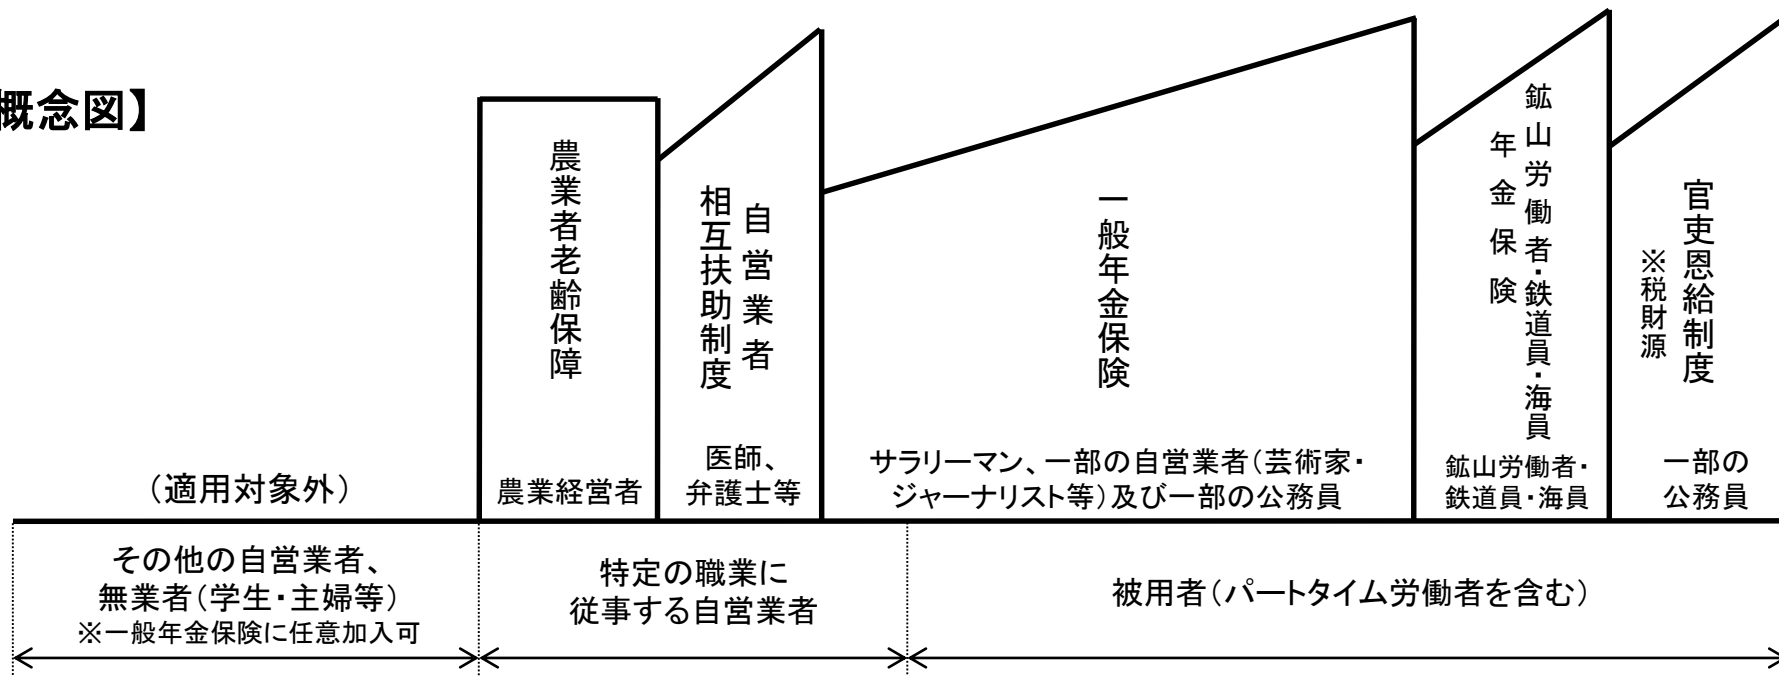 概念図】
農業者老齢保障
自営業者
相互扶助制度
一般年金保険
鉱山労働者・鉄道員・海員
年金保険
官吏恩給制度
※税財源
（適用対象外）
農業経営者
医師、
弁護士等
サラリーマン、一部の自営業者（芸術家・
ジャーナリスト等）及び一部の公務員
鉱山労働者・
鉄道員・海員
一部の
公務員
その他の自営業者、
無業者（学生・主婦等）
※一般年金保険に任意加入可
特定の職業に
従事する自営業者
被用者（パートタイム労働者を含む）